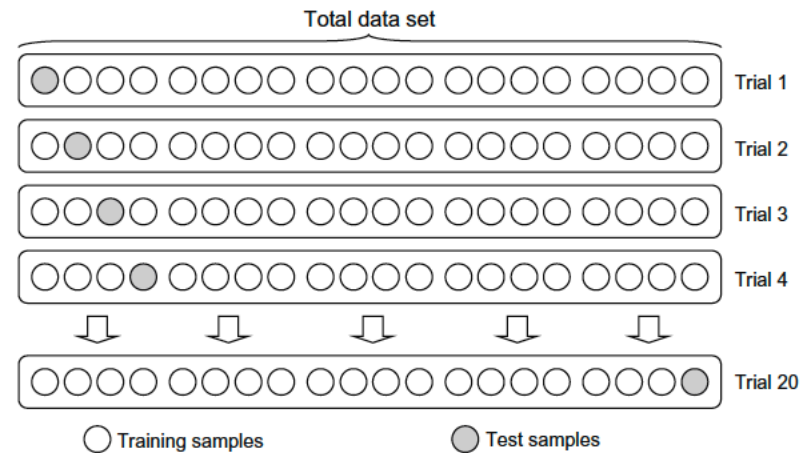 Total data set
Trial 1
Trial 2
Trial 3
Trial 4
Trial 20
Training samples
Test samples